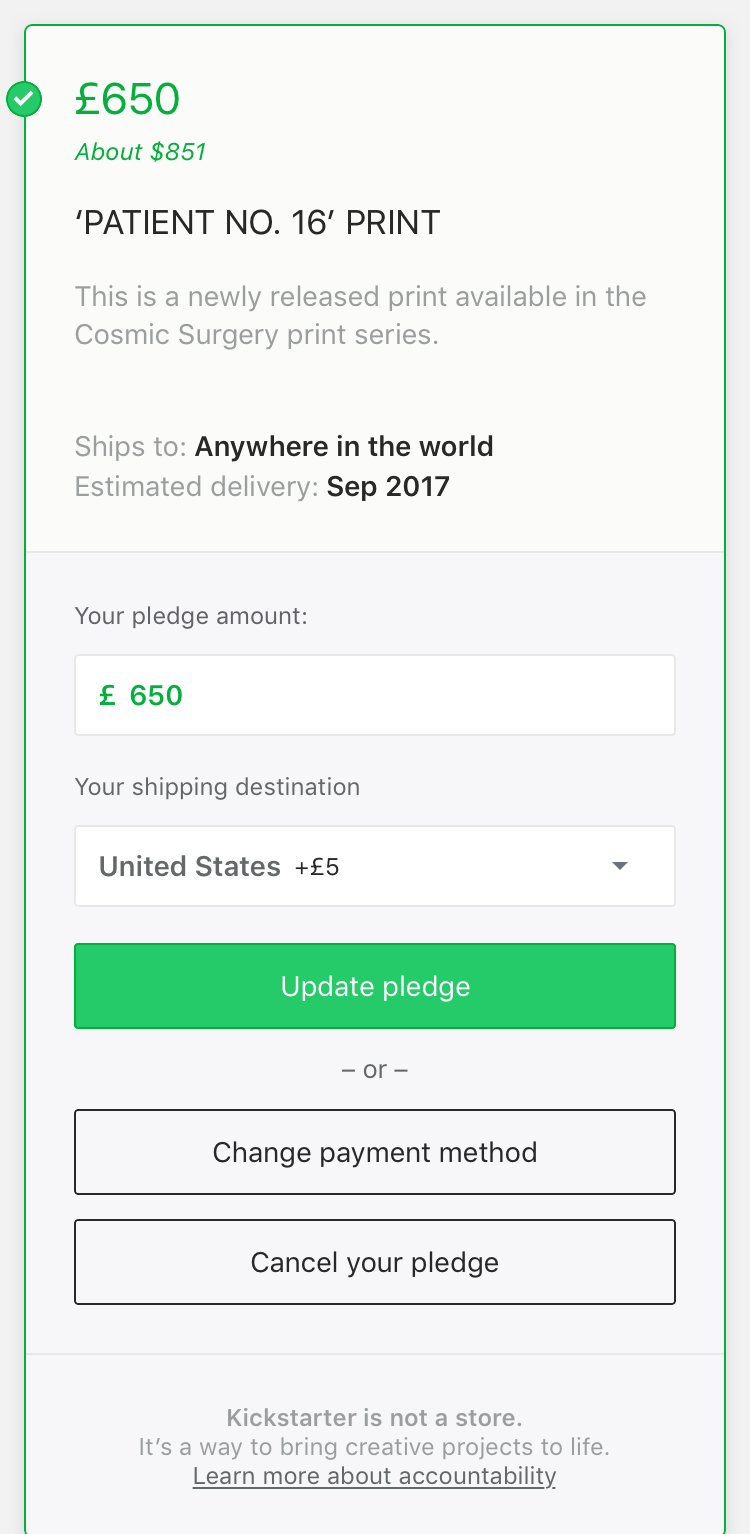 £650
About $851
‘PATIENT NO. 16’ PRINT
This is a newly released print available in the
Cosmic Surgery print series.
Ships to: Anywhere in the world
Estimated delivery: Sep 2017
Your pledge amount:
£ 650
Your shipping destination
United States +£5
Update pledge
– or –
Change payment method
Cancel your pledge
Kickstarter is not a store.
It’s a way to bring creative projects to life.
Learn more about accountability